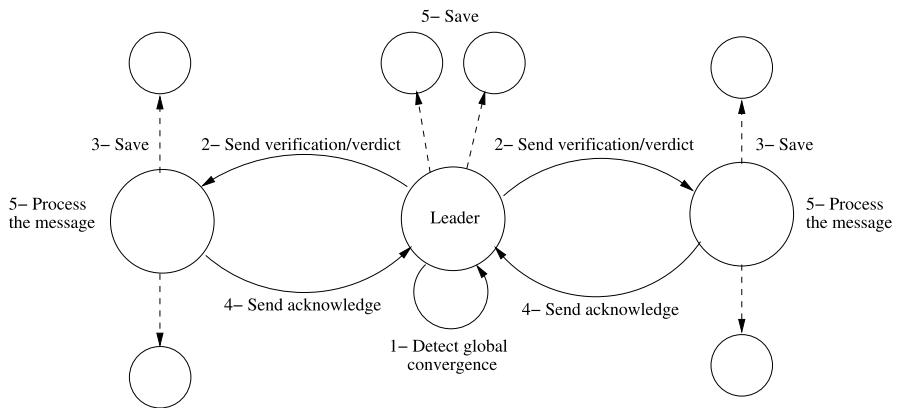 5− Save
3− Save
2− Send verification/verdict
2− Send verification/verdict
3− Save
5− Process
the message
Leader
5− Process
the message
4− Send acknowledge
4− Send acknowledge
1− Detect global
convergence